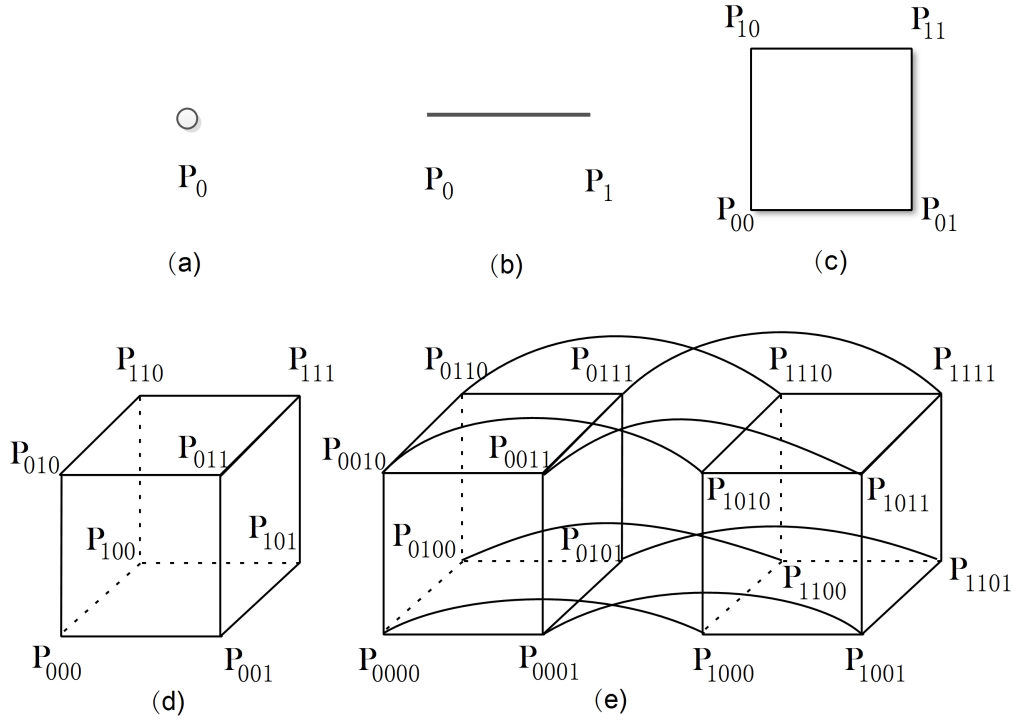 P₁₀ P₁₁
P₀ P₀ P₁ P₀₀ P₀₁
（a） （b） （c）
P₁₁₀ P₁₁₁ P₀₁₁₀ P₀₁₁₁ P₁₁₁₀ P₁₁₁₁
P₀₁₀ P₀₁₁ P₀₀₁₀ P₀₀₁₁ P₁₀₁₀ P₁₀₁₁
P₁₀₀ P₁₀₁ P₀₁₀₀ P₀₁₀₁ P₁₁₀₀ P₁₁₀₁
P₀₀₀ P₀₀₁ P₀₀₀₀ P₀₀₀₁ P₁₀₀₀ P₁₀₀₁
（d） （e）